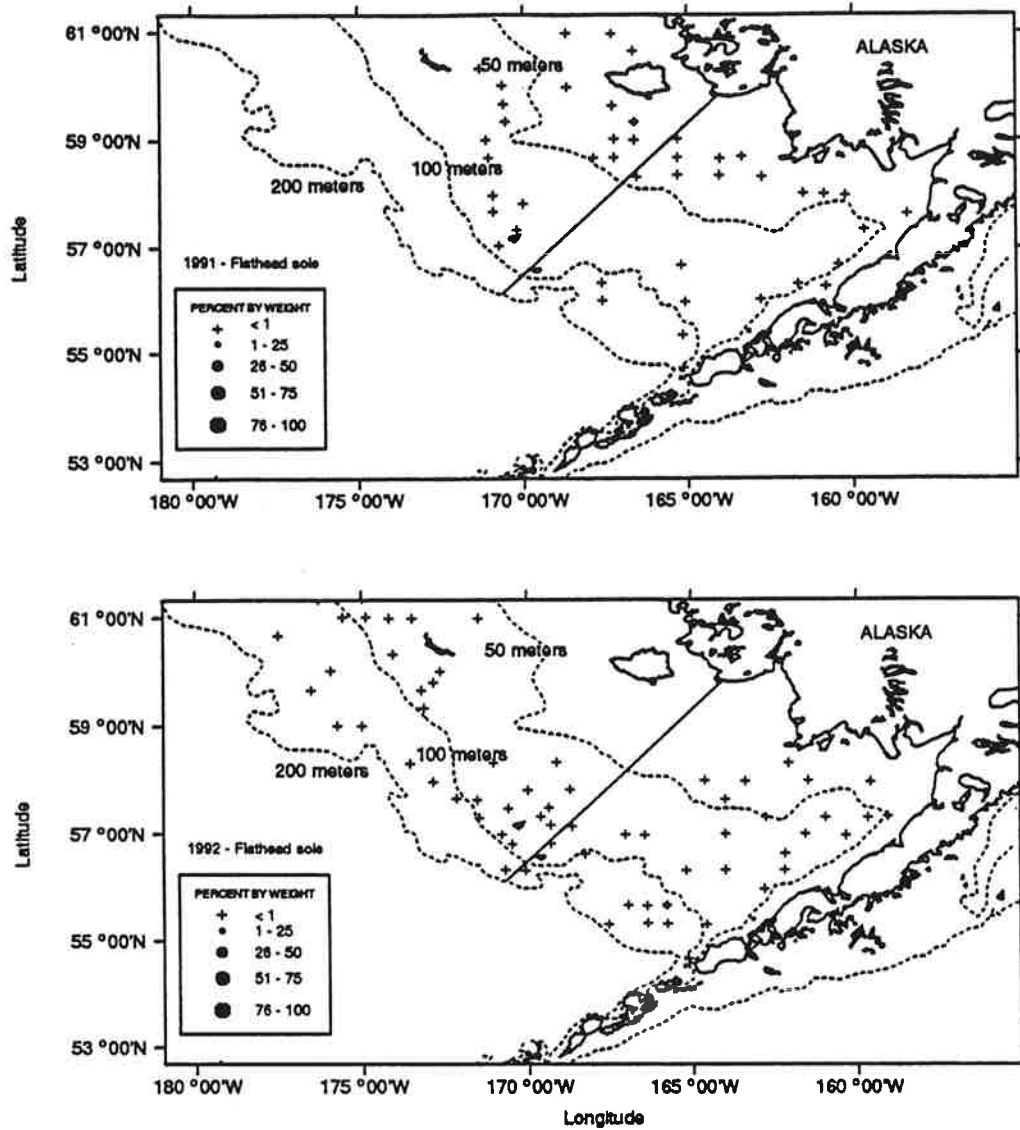 61 °00'N
59 °00'N
57 °00'N
55 °00'N
53 °00'N
Latitude
ALASKA
50 meters
100 meters
200 meters
1991 - Flathead sole
PERCENT BY WEIGHT
< 1
1 - 25
26 - 50
51 - 75
76 - 100
180 °00'W
175 °00'W
170 °00'W
165 °00'W
160 °00'W
61 °00'N
59 °00'N
57 °00'N
55 °00'N
53 °00'N
Latitude
ALASKA
50 meters
100 meters
200 meters
1992 - Flathead sole
PERCENT BY WEIGHT
< 1
1 - 25
26 - 50
51 - 75
76 - 100
180 °00'W
175 °00'W
170 °00'W
165 °00'W
160 °00'W
Longitude